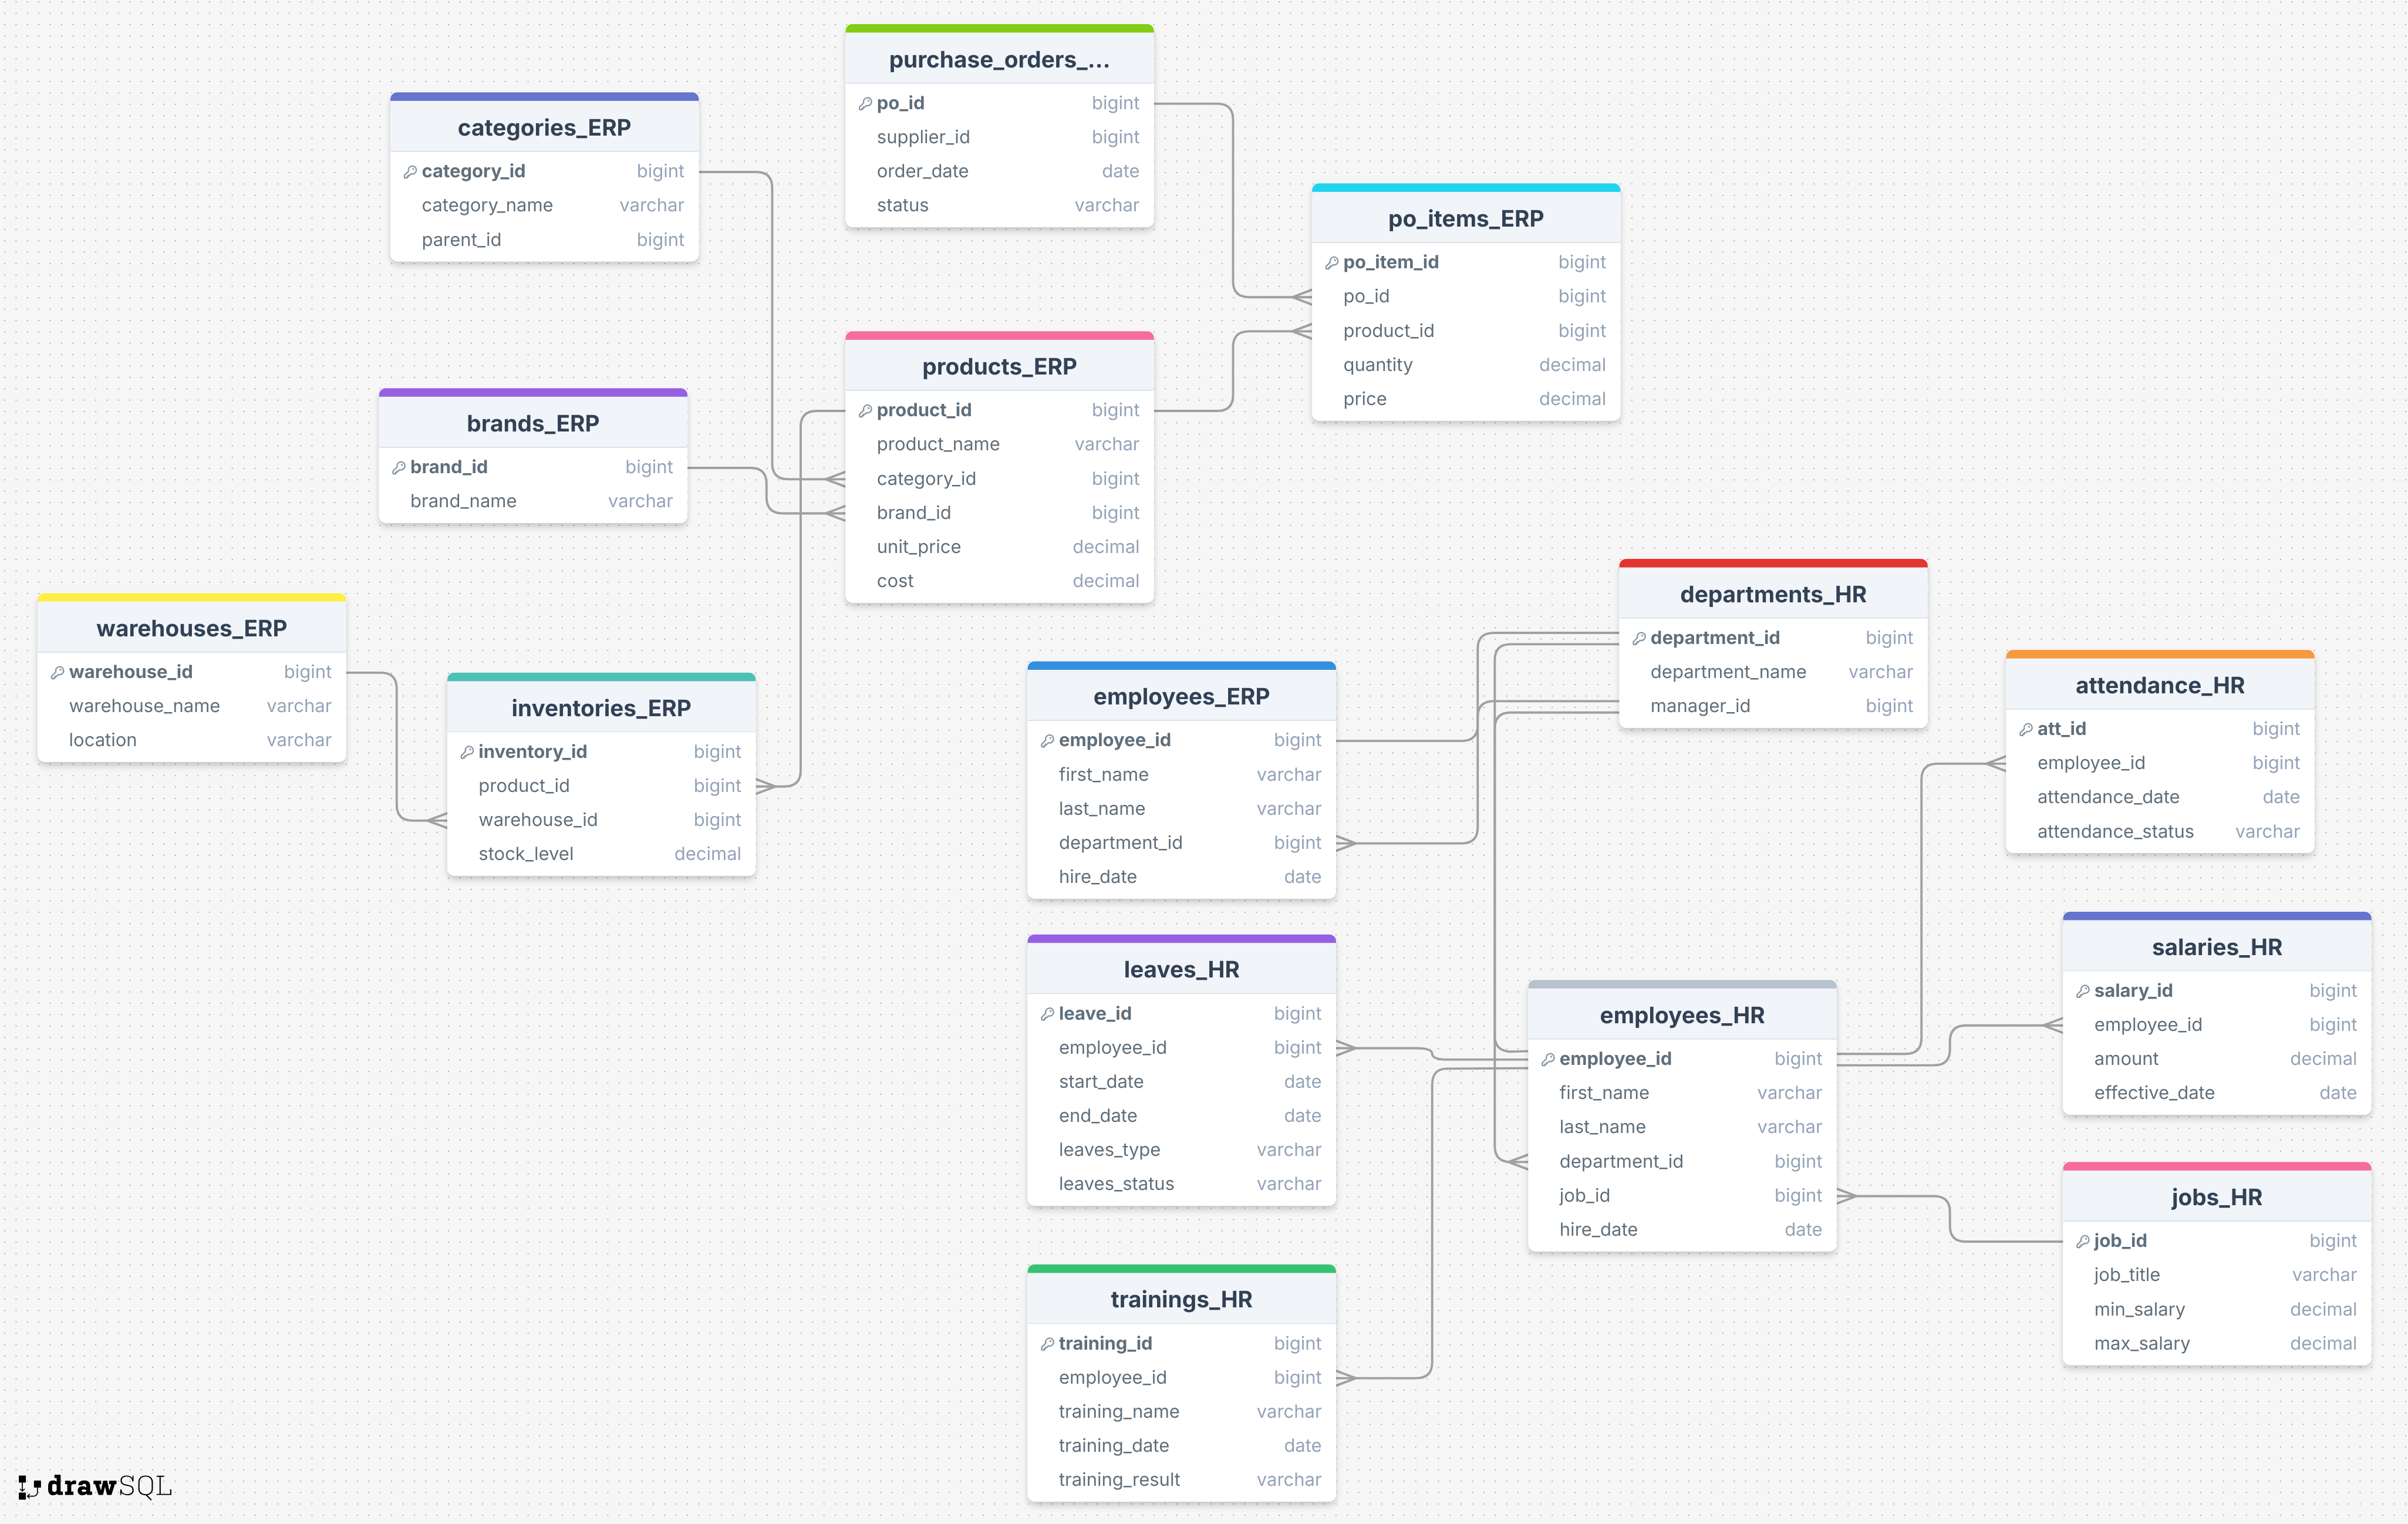 purchase_orders_...
po_id bigint
supplier_id bigint
order_date date
status varchar
categories_ERP
category_id bigint
category_name varchar
parent_id bigint
po_items_ERP
po_item_id bigint
po_id bigint
product_id bigint
quantity decimal
price decimal
products_ERP
product_id bigint
product_name varchar
category_id bigint
brand_id bigint
unit_price decimal
cost decimal
brands_ERP
brand_id bigint
brand_name varchar
warehouses_ERP
warehouse_id bigint
warehouse_name varchar
location varchar
inventories_ERP
inventory_id bigint
product_id bigint
warehouse_id bigint
stock_level decimal
departments_HR
department_id bigint
department_name varchar
manager_id bigint
employees_ERP
employee_id bigint
first_name varchar
last_name varchar
department_id bigint
hire_date date
attendance_HR
att_id bigint
employee_id bigint
attendance_date date
attendance_status varchar
leaves_HR
leave_id bigint
employee_id bigint
start_date date
end_date date
leaves_type varchar
leaves_status varchar
employees_HR
employee_id bigint
first_name varchar
last_name varchar
department_id bigint
job_id bigint
hire_date date
salaries_HR
salary_id bigint
employee_id bigint
amount decimal
effective_date date
jobs_HR
job_id bigint
job_title varchar
min_salary decimal
max_salary decimal
trainings_HR
training_id bigint
employee_id bigint
training_name varchar
training_date date
training_result varchar
drawSQL